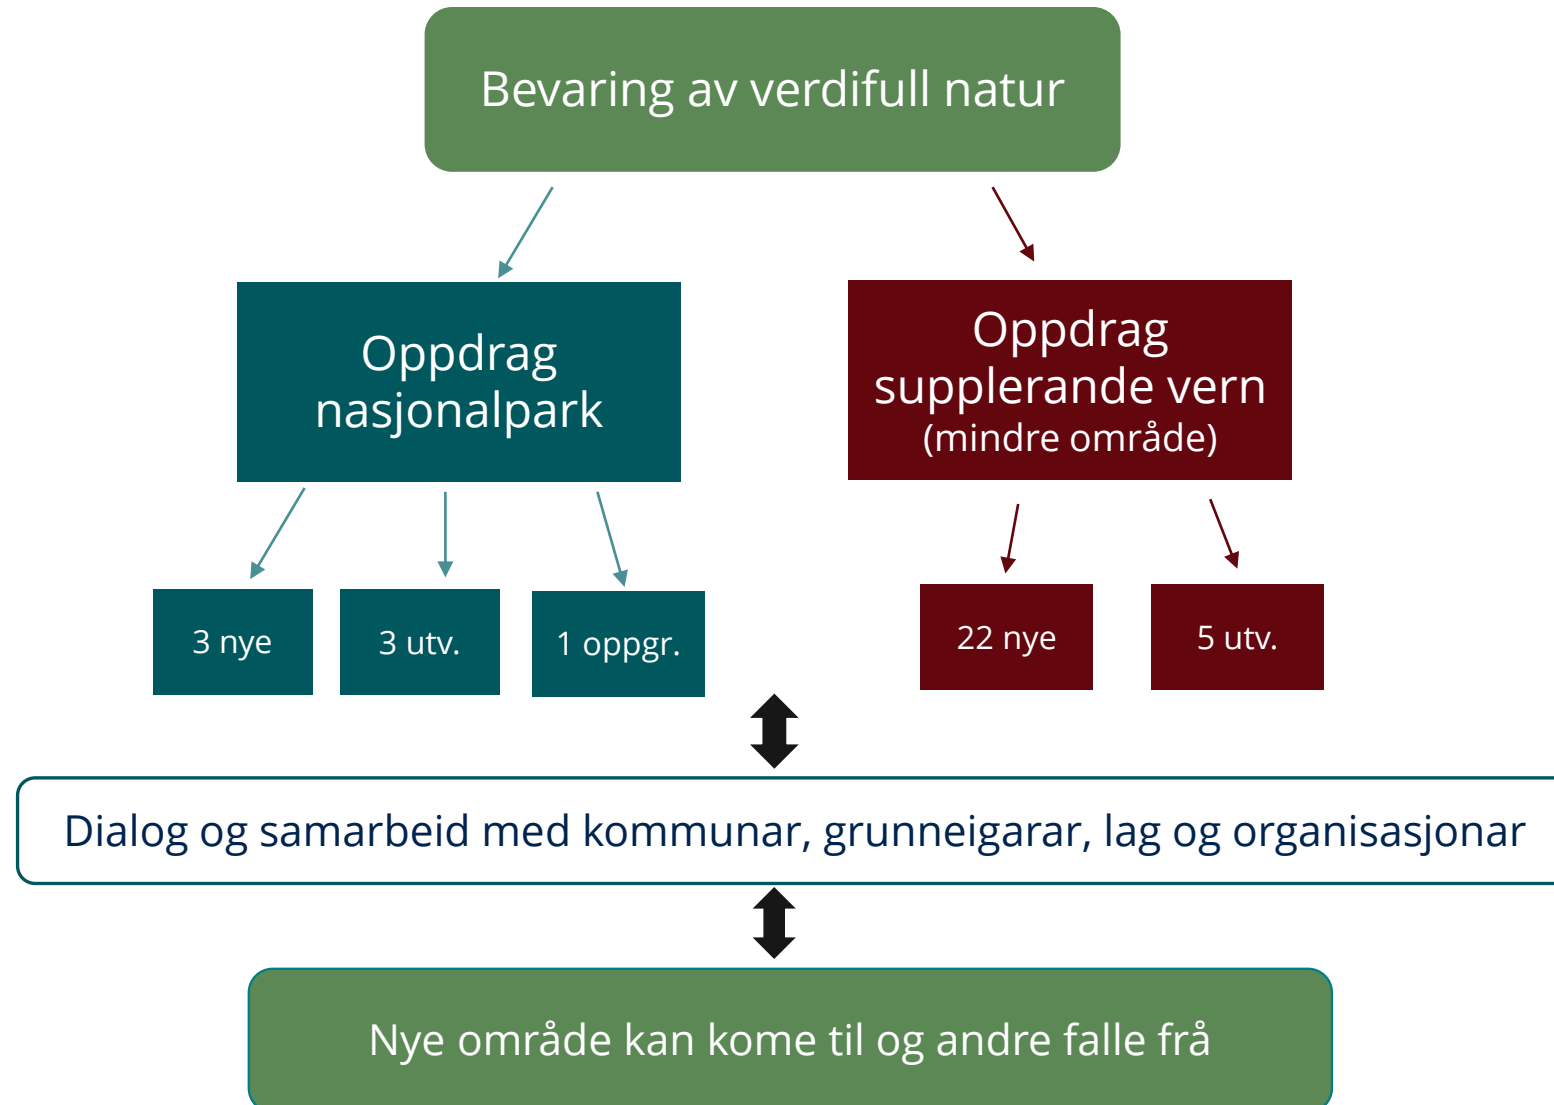 Bevaring av verdifull natur
Oppdrag
nasjonalpark
Oppdrag
supplerande vern
(mindre område)
3 nye
3 utv.
1 oppgr.
22 nye
5 utv.
Dialog og samarbeid med kommunar, grunneigarar, lag og organisasjonar
Nye område kan kome til og andre falle frå